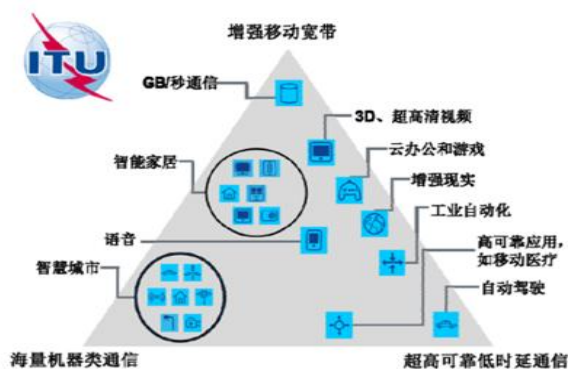 ITU
增强移动宽带
GB/秒通信
3D、超高清视频
云办公和游戏
智能家居
增强现实
工业自动化
语音
高可靠应用,
如移动医疗
智慧城市
自动驾驶
海量机器类通信
超高可靠低时延通信